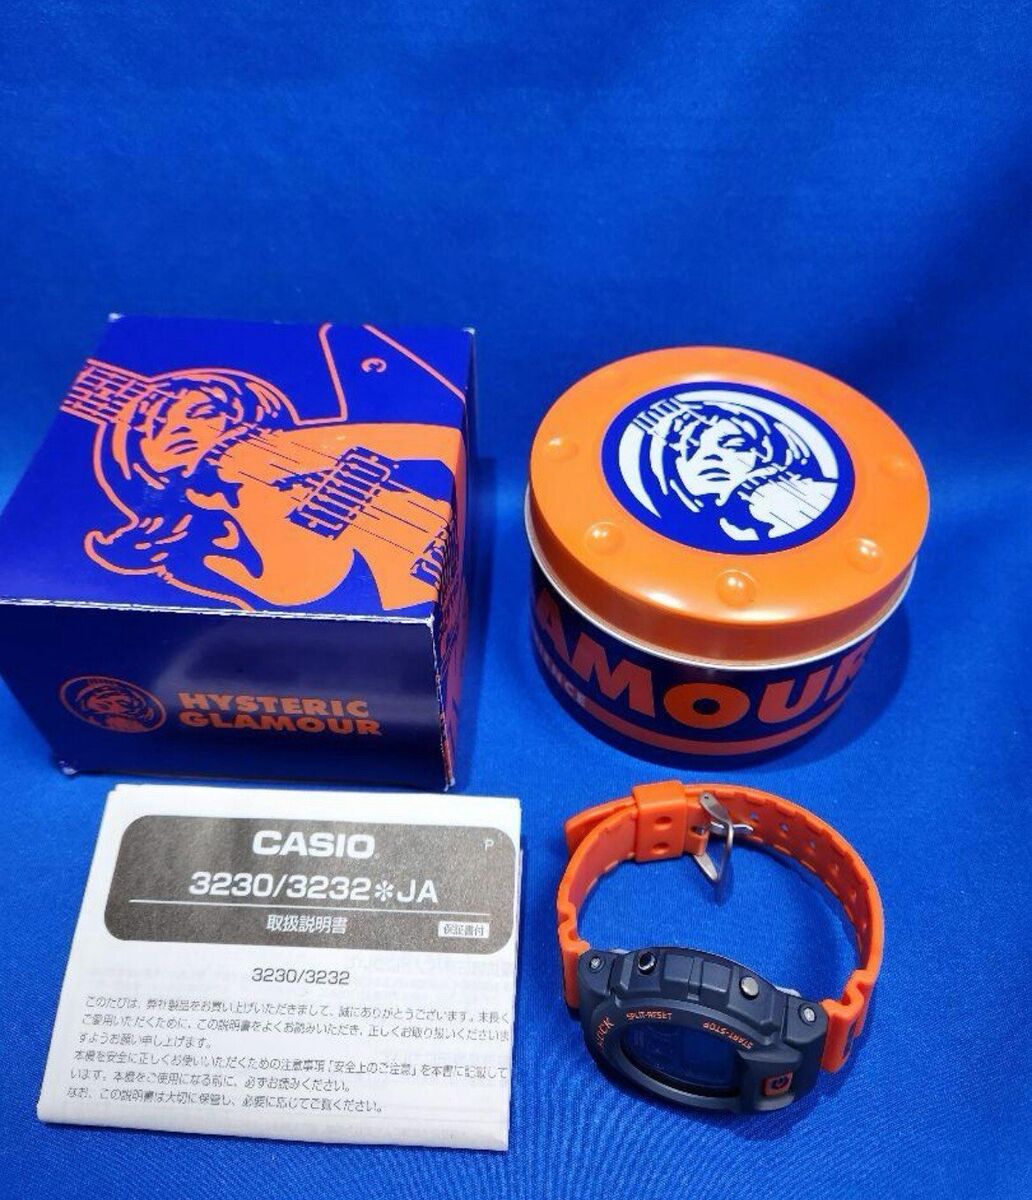 HYSTERIC
GLAMOUR
AMOUR
CASIO
P
3230/3232✻JA
取扱説明書
保証書付
3230/3232
このたびは、弊社製品をお買い上げいただきまして、誠にありがとうございます。末長く
ご愛用いただくために、この説明書をよくお読みいただき、正しくお取り扱いくださいま
すようお願い申し上げます。
本機を安全に正しくお使いいただくための注意事項「安全上のご注意」を本書に記載して
います。本機をご使用になる前に、必ずお読みください。
なお、この説明書は大切に保管し、必要に応じてご覧ください。
LOCK
SPLIT•RESET
START•STOP